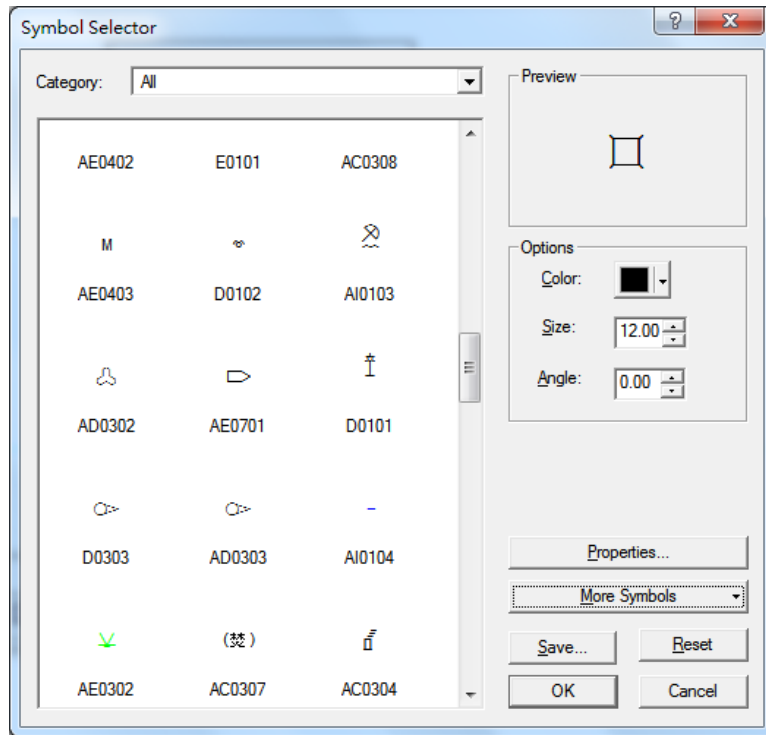 Symbol Selector
Category: All
AE0402 E0101 AC0308
M
AE0403 D0102 AI0103
AD0302 AE0701 D0101
D0303 AD0303 AI0104
(焚)
AE0302 AC0307 AC0304
Preview
Options
Color:
Size: 12.00
Angle: 0.00
Properties...
More Symbols
Save... Reset
OK Cancel